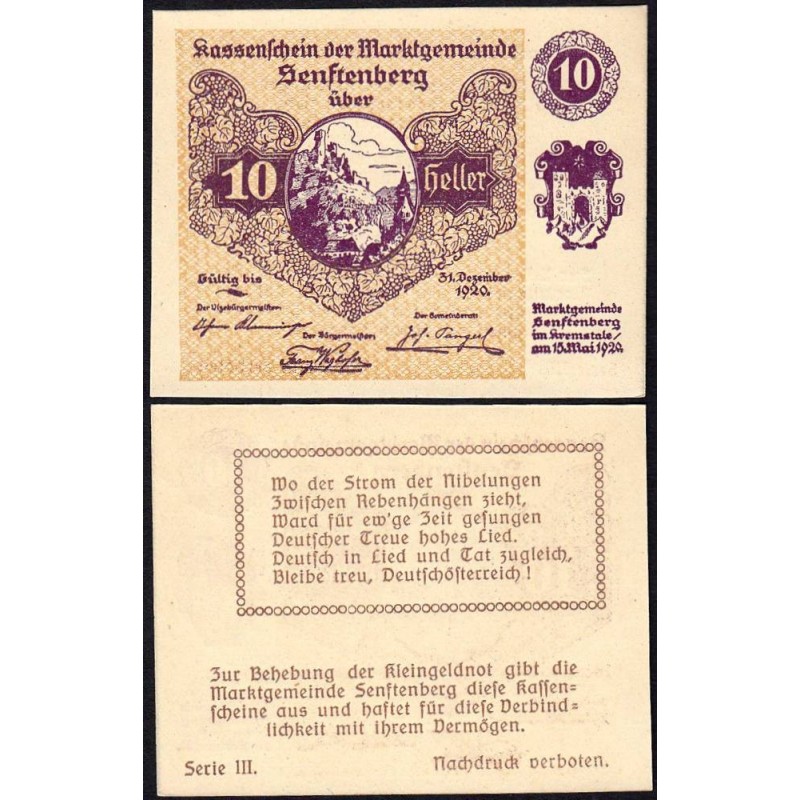 Kassenschein der Marktgemeinde
Senftenberg
über
10 Heller
Gültig bis 31. Dezember
1920.
Der Vizebürgermeister:
Der Bürgermeister:
Der Gemeinderat:
10
Marktgemeinde
Senftenberg
im Kremstale,
am 15. Mai 1920.
Wo der Strom der Nibelungen
Zwischen Rebenhängen zieht,
Ward für ew'ge Zeit gesungen
Deutscher Treue hohes Lied.
Deutsch in Lied und Tat zugleich,
Bleibe treu, Deutschösterreich!
Zur Behebung der Kleingeldnot gibt die
Marktgemeinde Senftenberg diese Kassen=
scheine aus und haftet für diese Verbind=
lichkeit mit ihrem Vermögen.
Serie III. Nachdruck verboten.